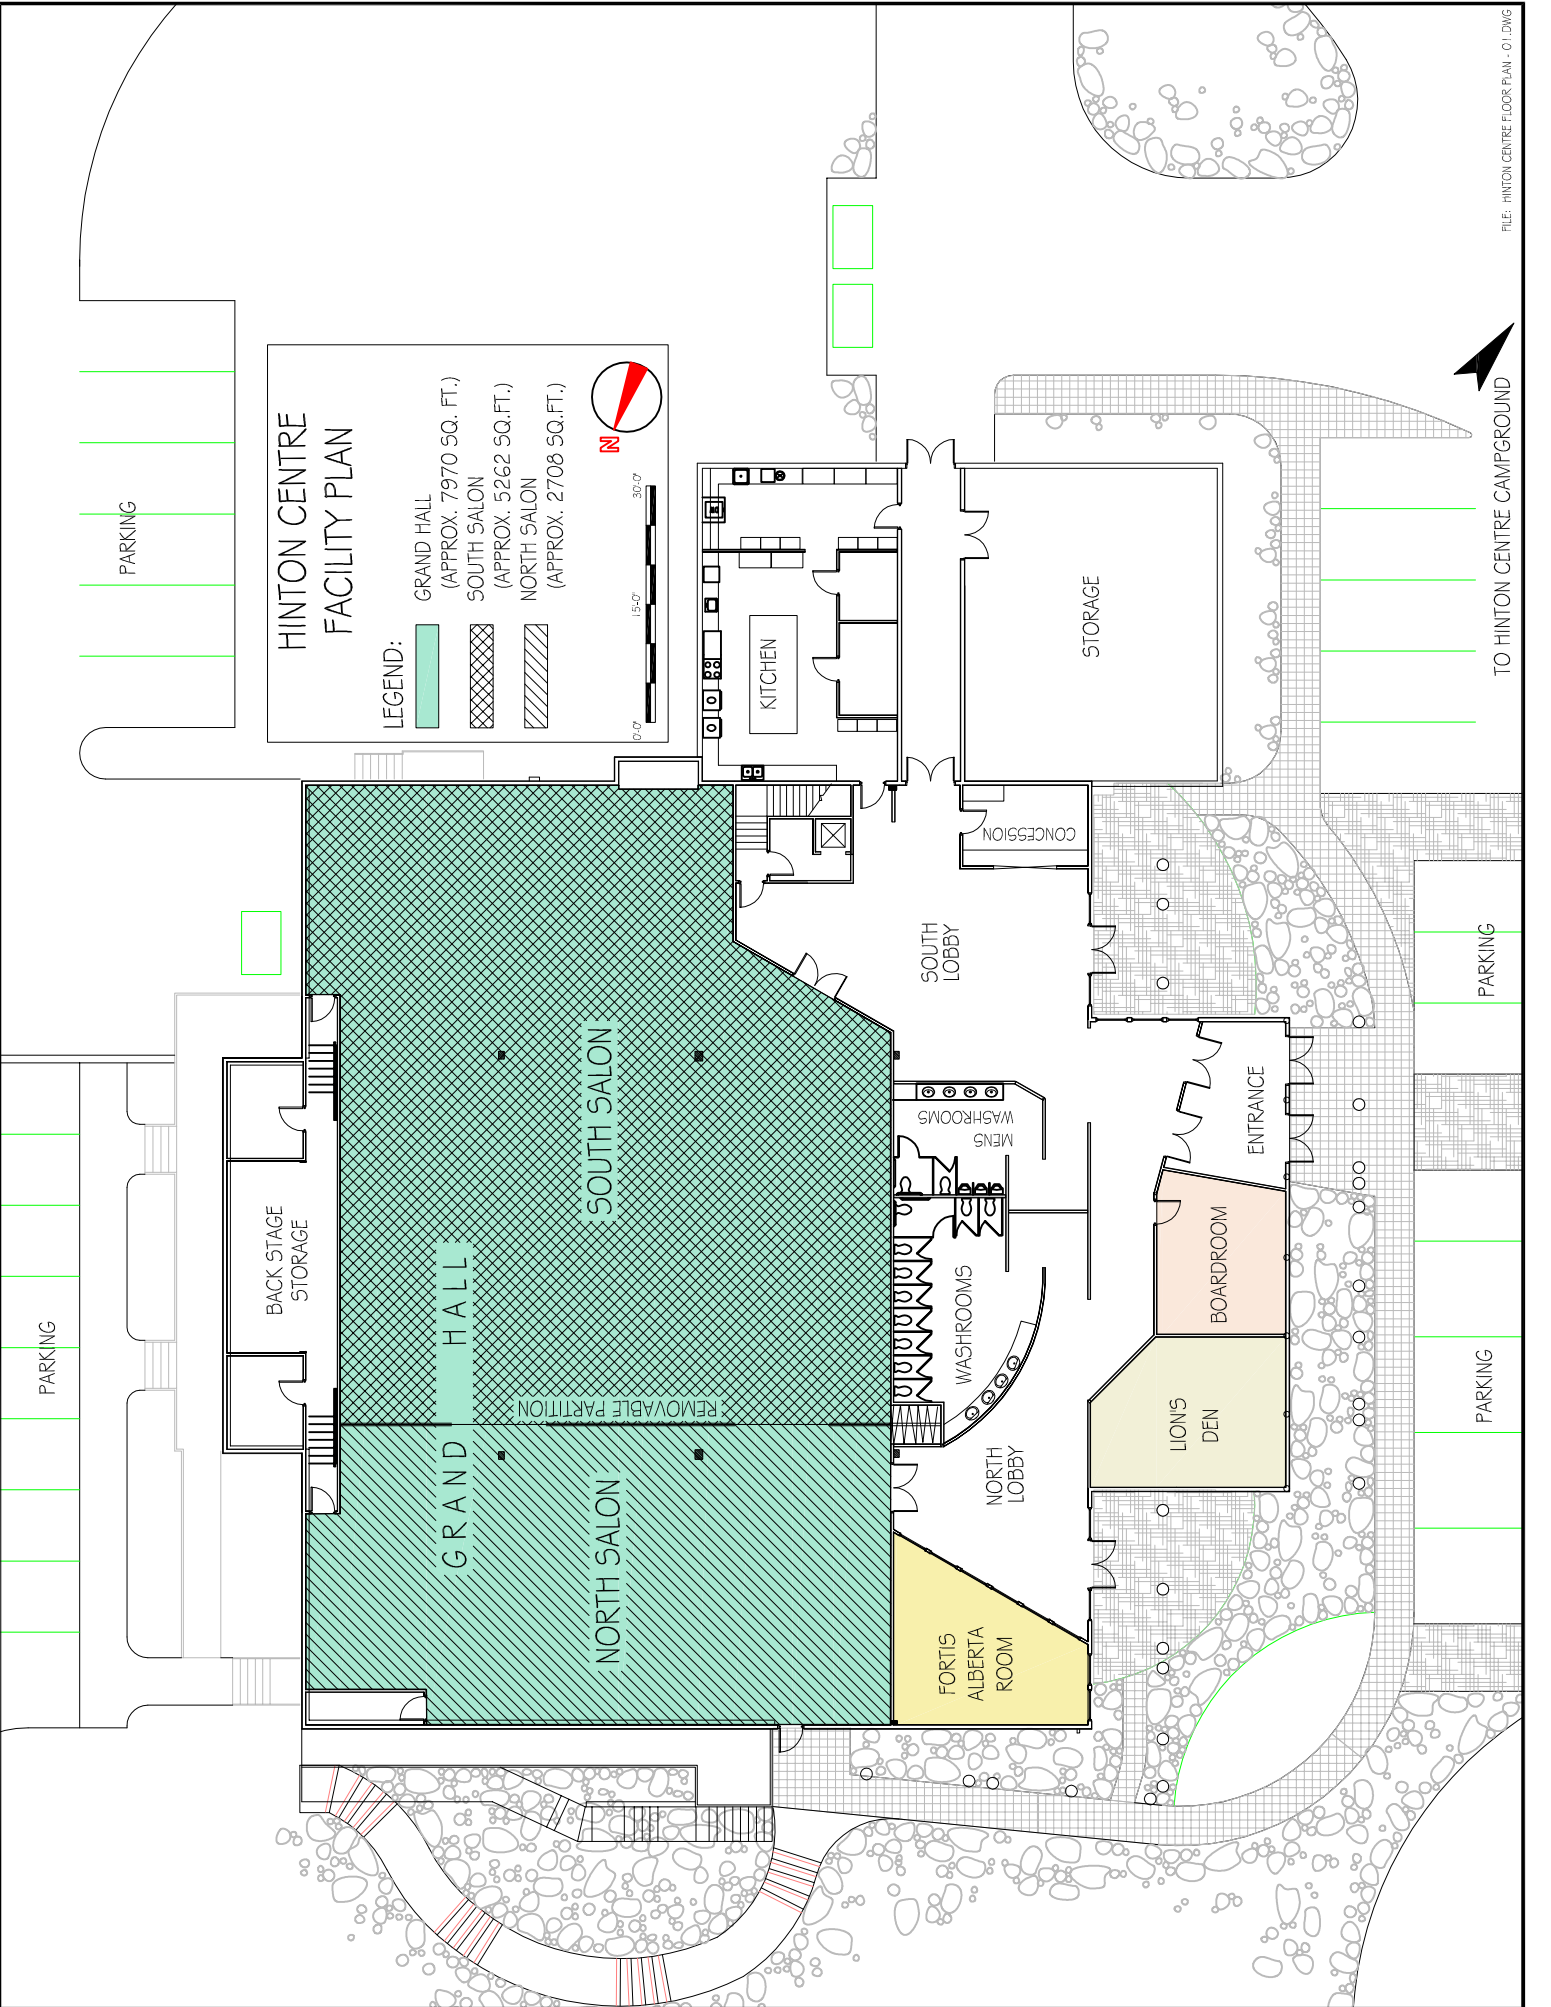 HINTON CENTRE
FACILITY PLAN
LEGEND:
GRAND HALL
(APPROX. 7970 SQ. FT.)
SOUTH SALON
(APPROX. 5262 SQ.FT.)
NORTH SALON
(APPROX. 2708 SQ.FT.)
N
0'-0"
15'-0"
30'-0"
PARKING
PARKING
BACK STAGE
STORAGE
GRAND HALL
SOUTH SALON
NORTH SALON
REMOVABLE PARTITION
KITCHEN
STORAGE
CONCESSION
SOUTH
LOBBY
MENS
WASHROOMS
WASHROOMS
NORTH
LOBBY
FORTIS
ALBERTA
ROOM
LION'S
DEN
BOARDROOM
ENTRANCE
PARKING
PARKING
TO HINTON CENTRE CAMPGROUND
FILE: HINTON CENTRE FLOOR PLAN - 01.DWG